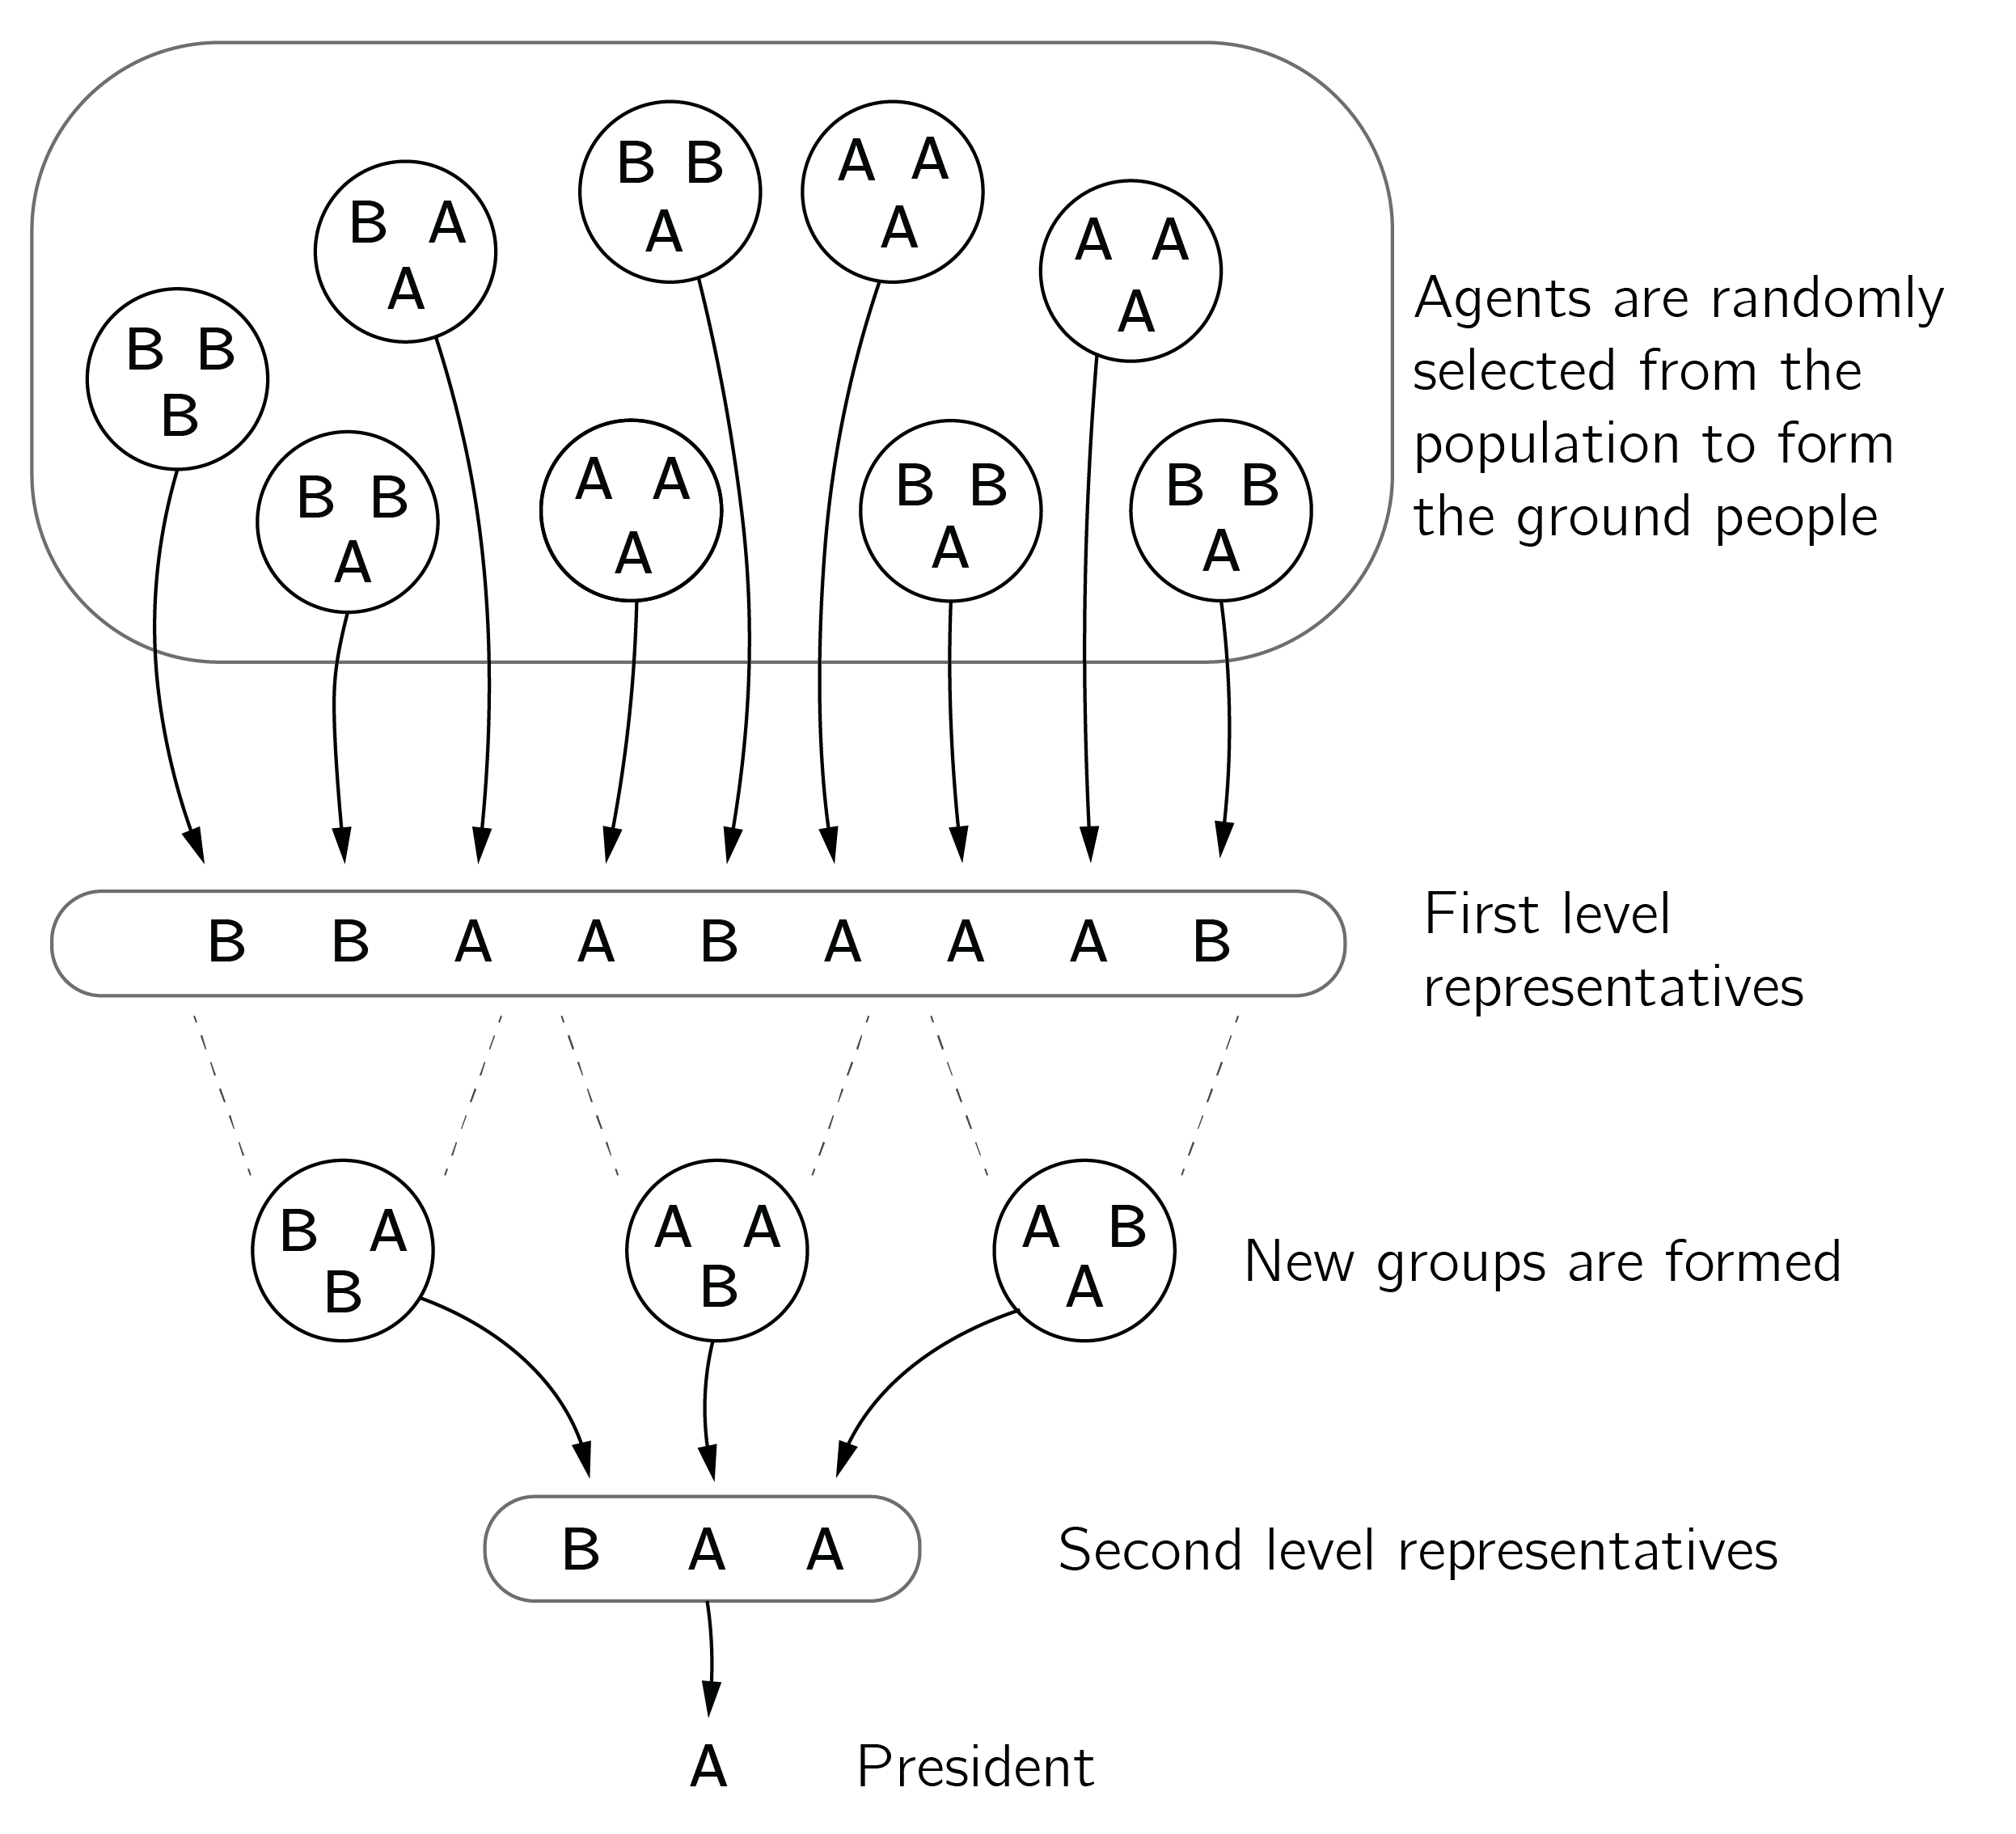 B B
A
A A
A
B A
A
A A
A
B B
B
B B
A
A A
A
B B
A
B B
A
Agents are randomly
selected from the
population to form
the ground people
B B A A B A A A B
First level
representatives
B A
B
A A
B
A B
A
New groups are formed
B A A
Second level representatives
A
President